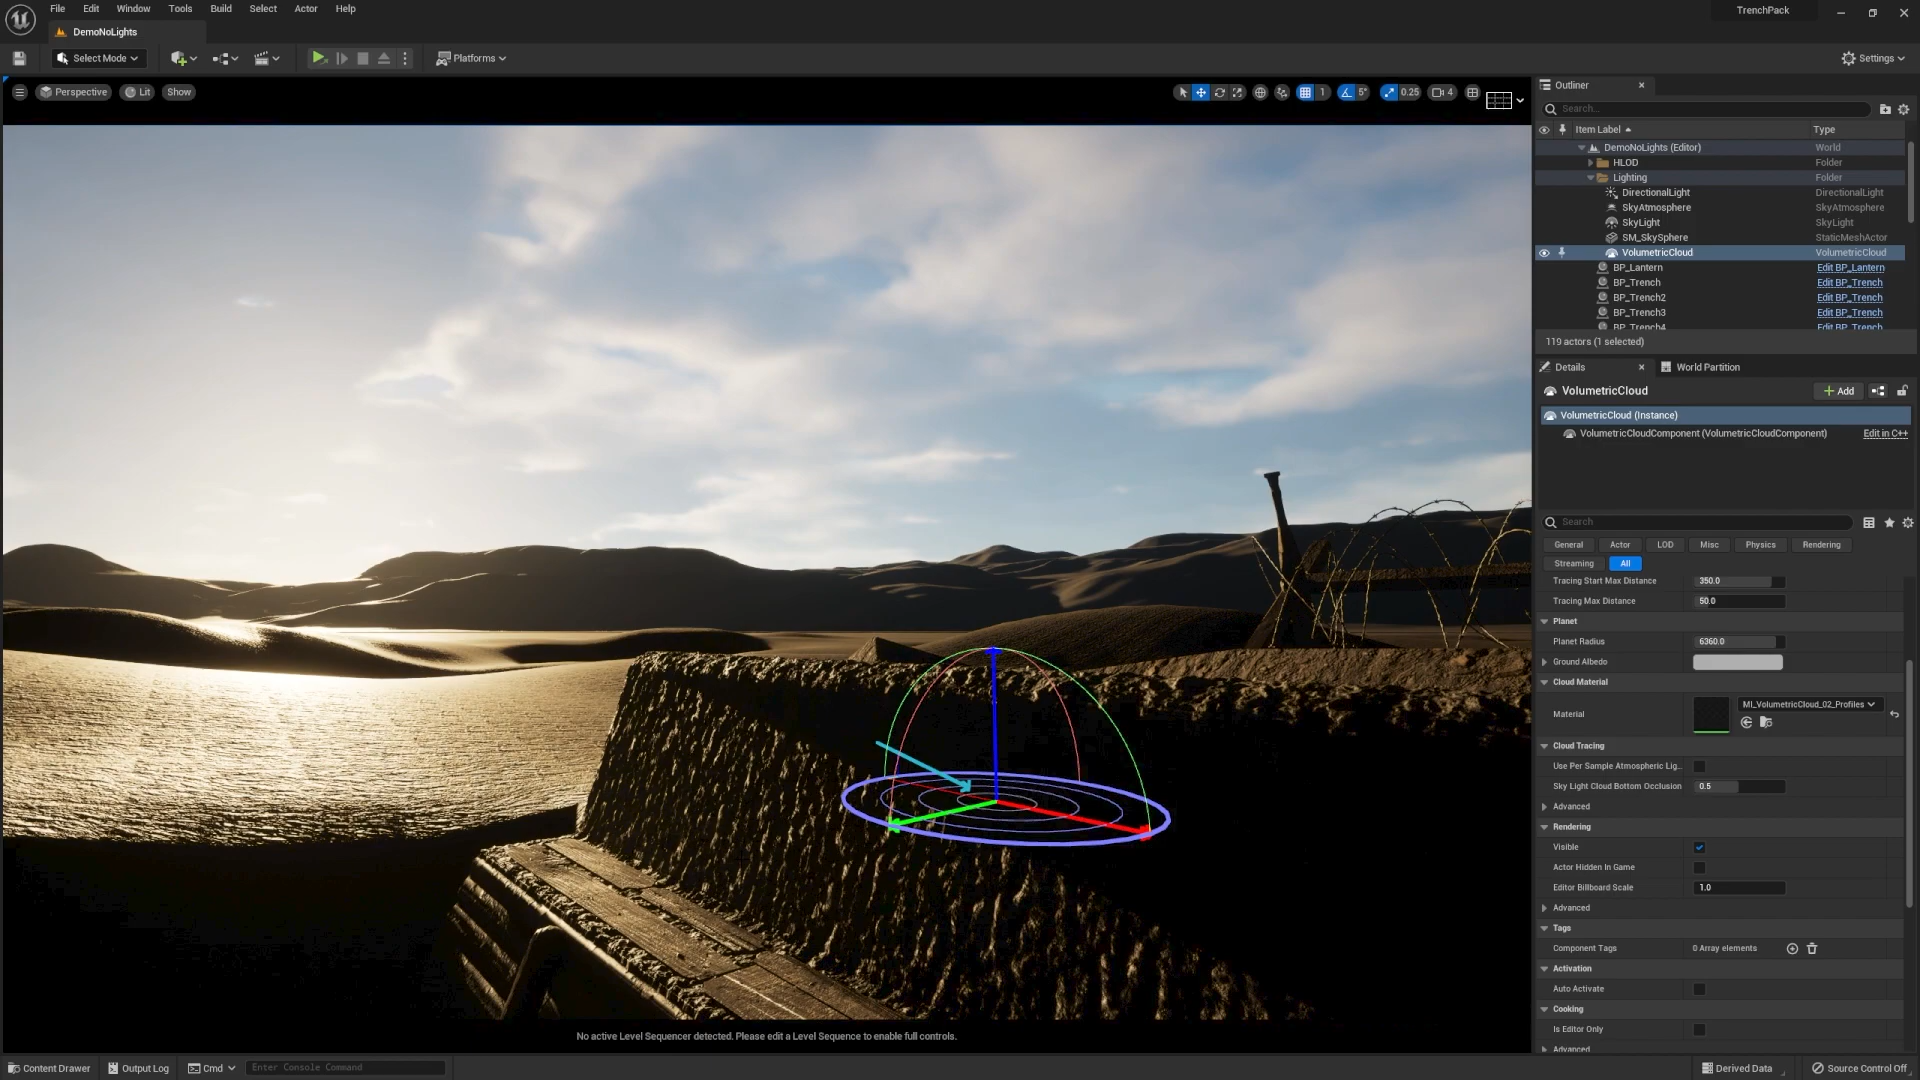 File Edit Window Tools Build Select Actor Help
TrenchPack
DemoNoLights
Select Mode
Platforms
Settings
Perspective Lit Show
1 5° 0.25 4
Outliner
Search...
Item Label Type
DemoNoLights (Editor) World
HLOD Folder
Lighting Folder
DirectionalLight DirectionalLight
SkyAtmosphere SkyAtmosphere
SkyLight SkyLight
SM_SkySphere StaticMeshActor
VolumetricCloud VolumetricCloud
BP_Lantern Edit BP_Lantern
BP_Trench Edit BP_Trench
BP_Trench2 Edit BP_Trench
BP_Trench3 Edit BP_Trench
BP_Trench4 Edit BP_Trench
119 actors (1 selected)
Details World Partition
VolumetricCloud Add
VolumetricCloud (Instance)
VolumetricCloudComponent (VolumetricCloudComponent) Edit in C++
Search
General Actor LOD Misc Physics Rendering
Streaming All
Tracing Start Max Distance 350.0
Tracing Max Distance 50.0
Planet
Planet Radius 6360.0
Ground Albedo
Cloud Material
Material MI_VolumetricCloud_02_Profiles
Cloud Tracing
Use Per Sample Atmospheric Lig...
Sky Light Cloud Bottom Occlusion 0.5
Advanced
Rendering
Visible
Actor Hidden In Game
Editor Billboard Scale 1.0
Advanced
Tags
Component Tags 0 Array elements
Activation
Auto Activate
Cooking
Is Editor Only
Advanced
No active Level Sequencer detected. Please edit a Level Sequence to enable full controls.
Content Drawer Output Log Cmd Enter Console Command
Derived Data Source Control Off